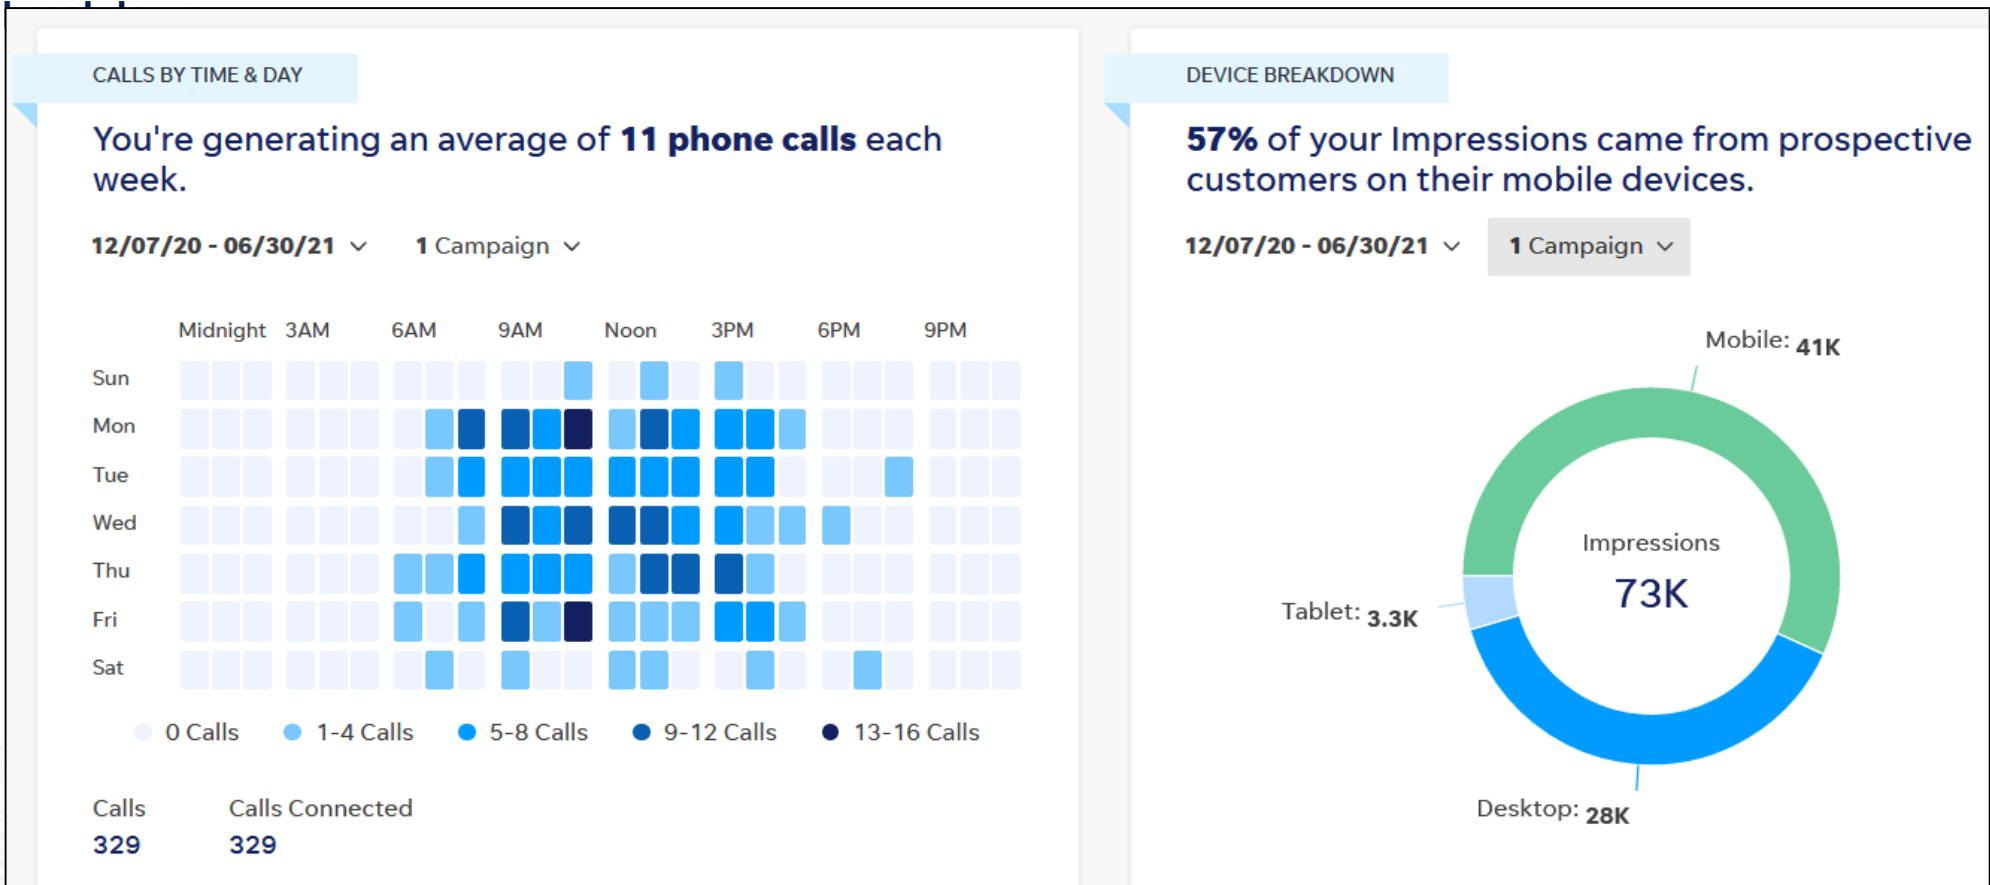 CALLS BY TIME & DAY
You're generating an average of 11 phone calls each
week.
12/07/20 - 06/30/21
1 Campaign
Midnight 3AM 6AM 9AM Noon 3PM 6PM 9PM
Sun
Mon
Tue
Wed
Thu
Fri
Sat
0 Calls 1-4 Calls 5-8 Calls 9-12 Calls 13-16 Calls
Calls Calls Connected
329 329
DEVICE BREAKDOWN
57% of your Impressions came from prospective
customers on their mobile devices.
12/07/20 - 06/30/21
1 Campaign
Mobile: 41K
Impressions
73K
Tablet: 3.3K
Desktop: 28K